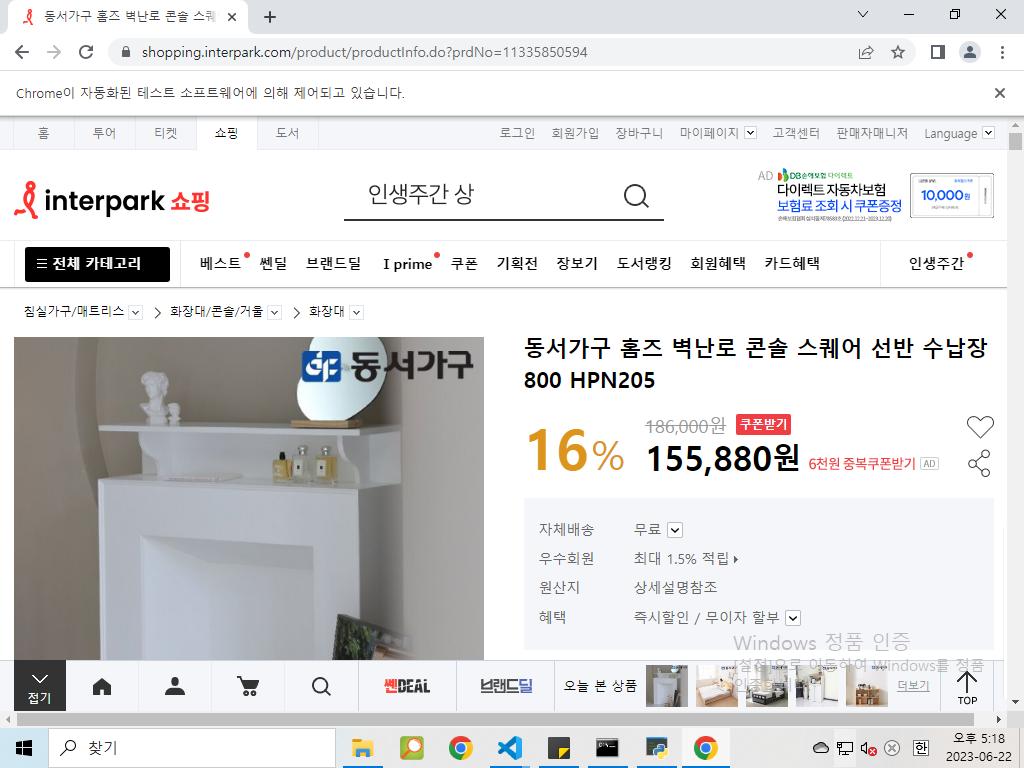 동서가구 홈즈 벽난로 콘솔 스퀘
shopping.interpark.com/product/productInfo.do?prdNo=11335850594
Chrome이 자동화된 테스트 소프트웨어에 의해 제어되고 있습니다.
홈 투어 티켓 쇼핑 도서 로그인 회원가입 장바구니 마이페이지 고객센터 판매자매니저 Language
interpark 쇼핑
인생주간 상
AD DB손해보험 다이렉트
다이렉트 자동차보험
보험료 조회 시 쿠폰증정
10,000원
전체 카테고리 베스트 쎈딜 브랜드딜 I prime 쿠폰 기획전 장보기 도서랭킹 회원혜택 카드혜택 인생주간
침실가구/매트리스 화장대/콘솔/거울 화장대
동서가구
동서가구 홈즈 벽난로 콘솔 스퀘어 선반 수납장
800 HPN205
16% 186,000원 쿠폰받기
155,880원 6천원 중복쿠폰받기 AD
자체배송 무료
우수회원 최대 1.5% 적립
원산지 상세설명참조
혜택 즉시할인 / 무이자 할부
Windows 정품 인증
[설정]으로 이동하여 Windows를 정품
인증
접기 쎈DEAL 브랜드딜 오늘 본 상품 더보기 TOP
찾기
한
오후 5:18
2023-06-22